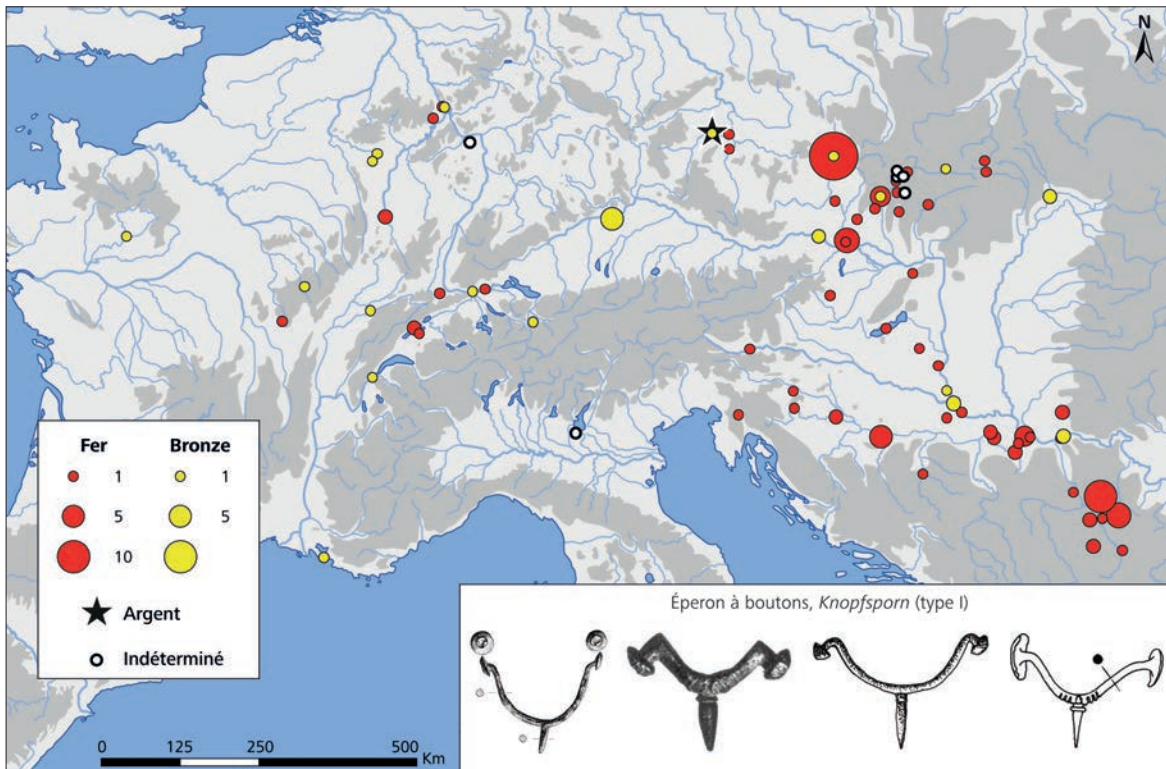 N
Fer Bronze
1 1
5 5
10
Argent
Indéterminé
0 125 250 500
Km
Éperon à boutons, Knopfsporn (type I)